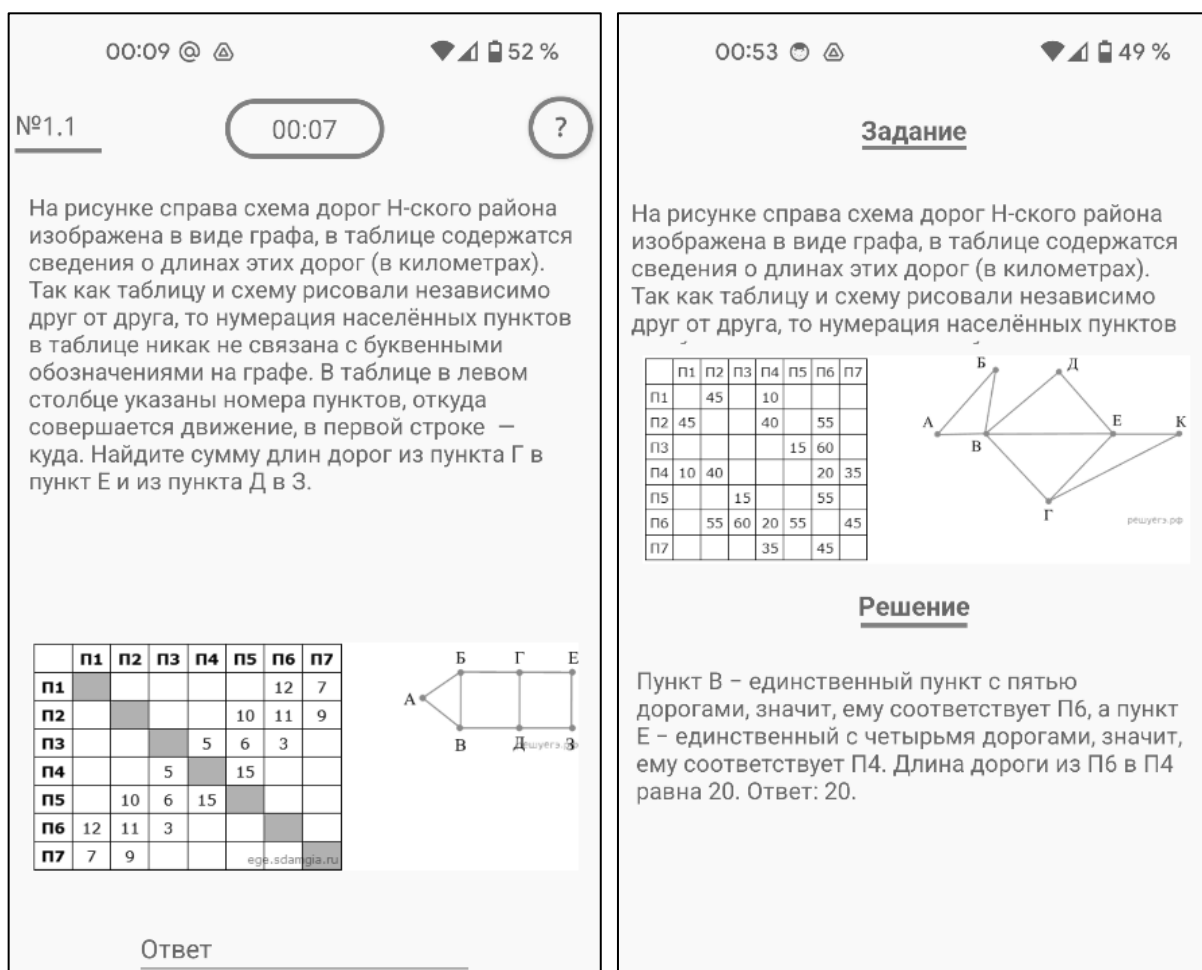 00:09 @ 52 %
№1.1
00:07
?
На рисунке справа схема дорог Н-ского района
изображена в виде графа, в таблице содержатся
сведения о длинах этих дорог (в километрах).
Так как таблицу и схему рисовали независимо
друг от друга, то нумерация населённых пунктов
в таблице никак не связана с буквенными
обозначениями на графе. В таблице в левом
столбце указаны номера пунктов, откуда
совершается движение, в первой строке —
куда. Найдите сумму длин дорог из пункта Г в
пункт Е и из пункта Д в З.
П1 П2 П3 П4 П5 П6 П7
П1 12 7
П2 10 11 9
П3 5 6 3
П4 5 15
П5 10 6 15
П6 12 11 3
П7 7 9
ege.sdamgia.ru
Б Г Е
А
В Д З
Ответ
00:53 49 %
Задание
На рисунке справа схема дорог Н-ского района
изображена в виде графа, в таблице содержатся
сведения о длинах этих дорог (в километрах).
Так как таблицу и схему рисовали независимо
друг от друга, то нумерация населённых пунктов
П1 П2 П3 П4 П5 П6 П7
П1 45 10
П2 45 40 55
П3 15 60
П4 10 40 20 35
П5 15 55
П6 55 60 20 55 45
П7 35 45
Б Д
А В Е К
Г
решуегэ.рф
Решение
Пункт В – единственный пункт с пятью
дорогами, значит, ему соответствует П6, а пункт
Е – единственный с четырьмя дорогами, значит,
ему соответствует П4. Длина дороги из П6 в П4
равна 20. Ответ: 20.